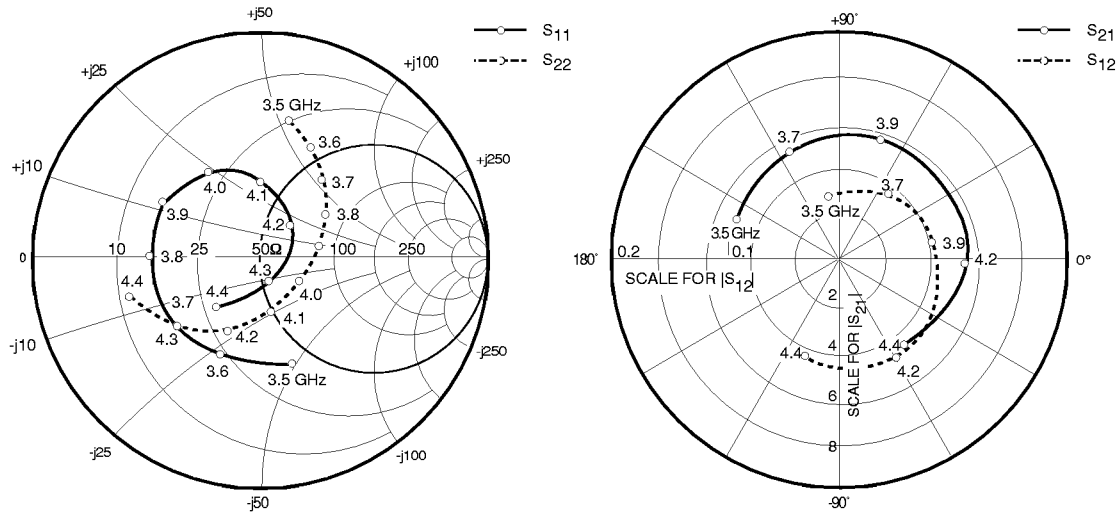 +j50
+j25
+j100
+j10
+j250
0
-j10
-j250
-j25
-j100
-j50
10
25
50Ω
100
250
S11
S22
3.5 GHz
3.6
3.7
3.8
4.0
4.1
4.2
4.3
4.4
4.0
4.1
3.9
4.2
3.8
4.3
4.4
3.7
3.6
3.5 GHz
+90°
S21
S12
3.7
3.9
3.7
3.5 GHz
3.5 GHz
3.9
180°
0.2
0.1
4.2
0°
SCALE FOR |S12|
2
4
6
8
SCALE FOR |S21|
4.4
4.4
4.2
-90°